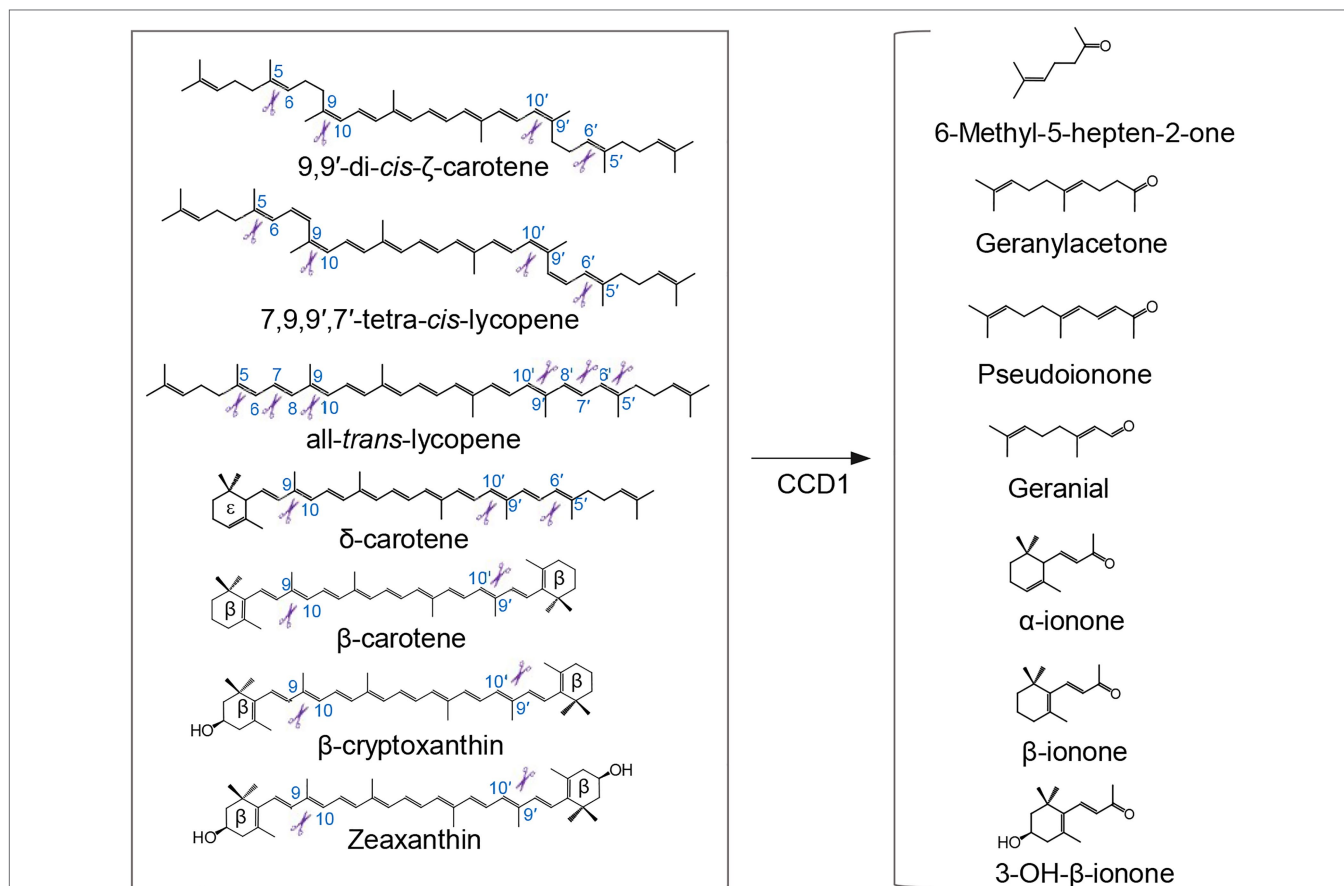 5
6
9
10
10′
9′
6′
5′
9,9′-di-cis-ζ-carotene
5
6
9
10
10′
9′
6′
5′
7,9,9′,7′-tetra-cis-lycopene
5 7 9
6 8 10
10′ 8′ 6′
9′ 7′ 5′
all-trans-lycopene
ε
9
10
10′
9′
6′
5′
δ-carotene
β
9
10
10′
9′
β
β-carotene
HO
β
9
10
10′
9′
β
β-cryptoxanthin
HO
β
9
10
10′
9′
β
OH
Zeaxanthin
CCD1
O
6-Methyl-5-hepten-2-one
O
Geranylacetone
O
Pseudoionone
O
Geranial
O
α-ionone
O
β-ionone
HO
O
3-OH-β-ionone